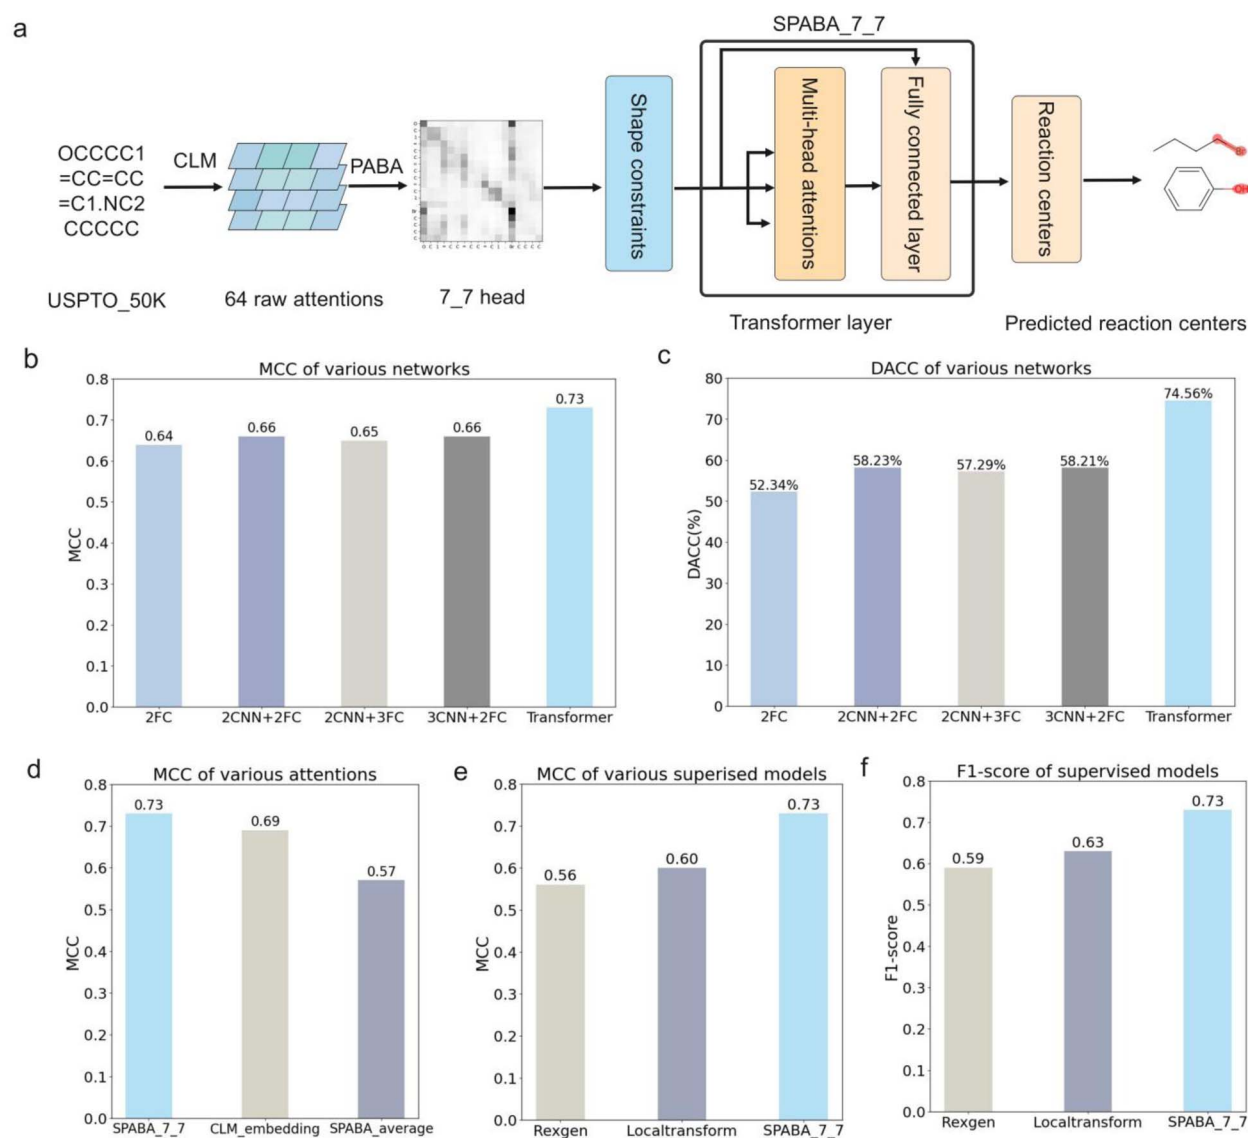 a
SPABA_7_7
OCCCC1
=CC=CC
=C1.NC2
CCCCC
CLM
PABA
Shape constraints
Multi-head attentions
Fully connected layer
Reaction centers
OH
USPTO_50K
64 raw attentions
7_7 head
Transformer layer
Predicted reaction centers
b
MCC of various networks
MCC
0.8
0.7
0.6
0.5
0.4
0.3
0.2
0.1
0.0
0.64
0.66
0.65
0.66
0.73
2FC
2CNN+2FC
2CNN+3FC
3CNN+2FC
Transformer
c
DACC of various networks
DACC(%)
80
70
60
50
40
30
20
10
0
52.34%
58.23%
57.29%
58.21%
74.56%
2FC
2CNN+2FC
2CNN+3FC
3CNN+2FC
Transformer
d
MCC of various attentions
MCC
0.8
0.7
0.6
0.5
0.4
0.3
0.2
0.1
0.0
0.73
0.69
0.57
SPABA_7_7
CLM_embedding
SPABA_average
e
MCC of various superised models
MCC
0.8
0.7
0.6
0.5
0.4
0.3
0.2
0.1
0.0
0.56
0.60
0.73
Rexgen
Localtransform
SPABA_7_7
f
F1-score of supervised models
F1-score
0.8
0.7
0.6
0.5
0.4
0.3
0.2
0.1
0.0
0.59
0.63
0.73
Rexgen
Localtransform
SPABA_7_7